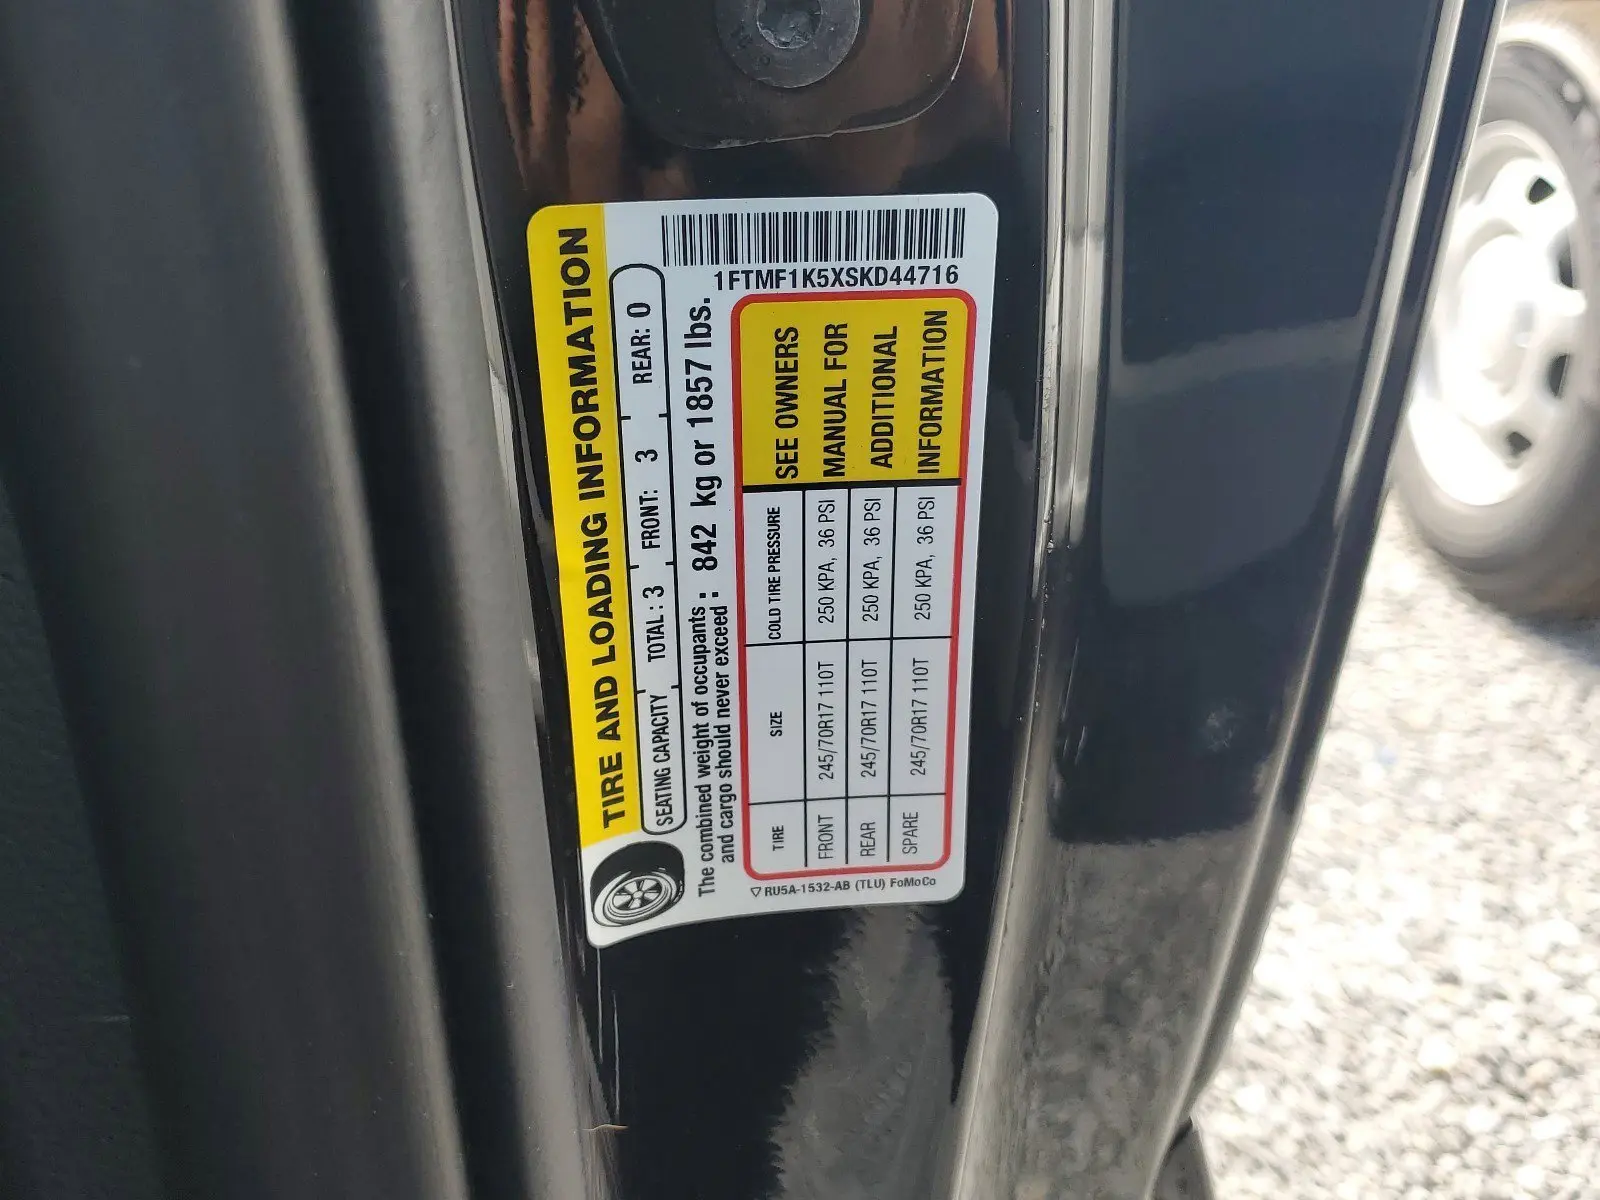 1FTMF1K5XSKD44716
TIRE AND LOADING INFORMATION
SEATING CAPACITY TOTAL : 3 FRONT: 3 REAR: 0
The combined weight of occupants :
and cargo should never exceed : 842 kg or 1857 lbs.
TIRE SIZE COLD TIRE PRESSURE
FRONT 245/70R17 110T 250 KPA, 36 PSI
REAR 245/70R17 110T 250 KPA, 36 PSI
SPARE 245/70R17 110T 250 KPA, 36 PSI
SEE OWNERS
MANUAL FOR
ADDITIONAL
INFORMATION
RU5A-1532-AB (TLU) FoMoCo